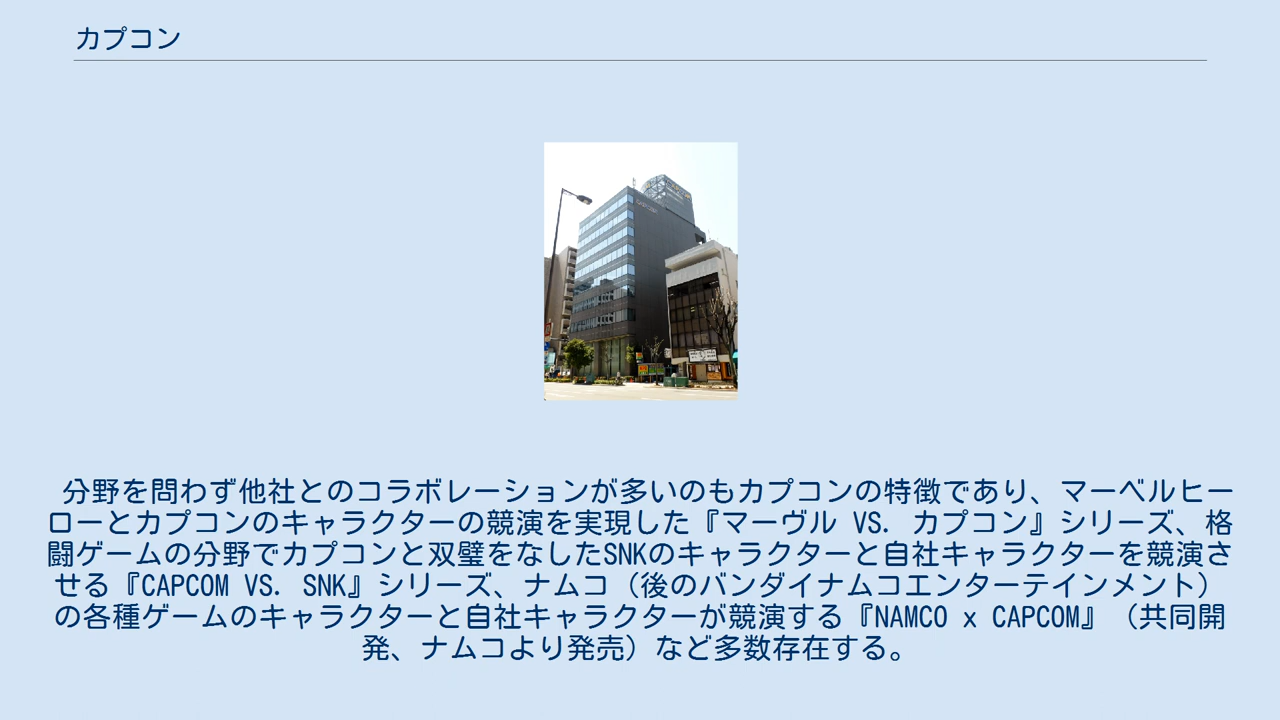 カプコン
分野を問わず他社とのコラボレーションが多いのもカプコンの特徴であり、マーベルヒー
ローとカプコンのキャラクターの競演を実現した『マーヴル VS. カプコン』シリーズ、格
闘ゲームの分野でカプコンと双璧をなしたSNKのキャラクターと自社キャラクターを競演さ
せる『CAPCOM VS. SNK』シリーズ、ナムコ（後のバンダイナムコエンターテインメント）
の各種ゲームのキャラクターと自社キャラクターが競演する『NAMCO x CAPCOM』（共同開
発、ナムコより発売）など多数存在する。